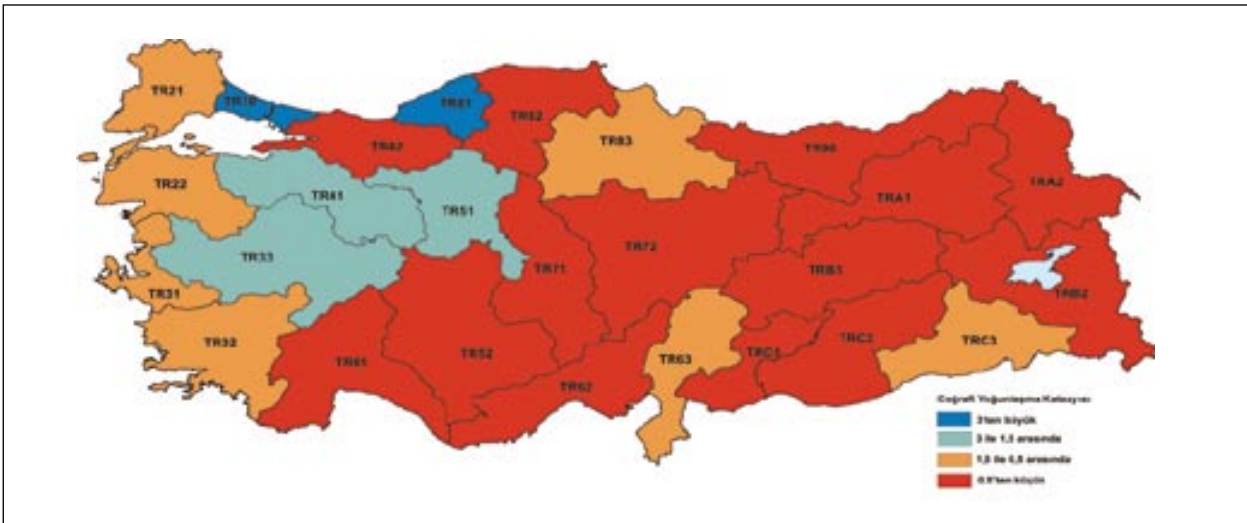 TR21
TR10
TR81
TR82
TR83
TR42
TR90
TRA2
TR22
TR41
TR51
TRA1
TR33
TR72
TR71
TRB1
TRB2
TR31
TR32
TR52
TR63
TRC1
TRC2
TRC3
TR61
TR62
Coğrafi Yoğunlaşma Katsayısı
3'ten büyük
3 ile 1,5 arasında
1,5 ile 0,5 arasında
0.5'ten küçük